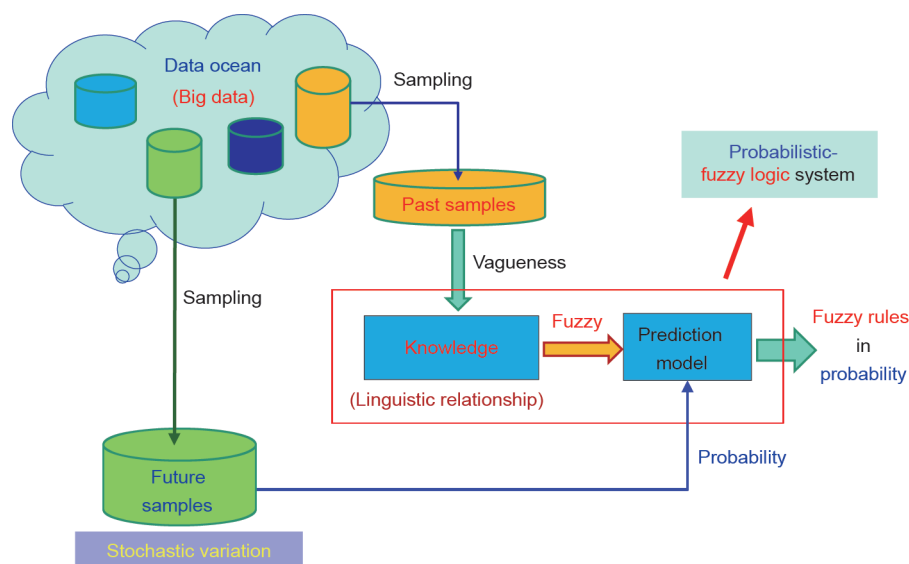 Data ocean
(Big data)
Sampling
Probabilistic-
fuzzy logic system
Past samples
Vagueness
Sampling
Fuzzy
Knowledge
Prediction
model
Fuzzy rules
in
probability
(Linguistic relationship)
Probability
Future
samples
Stochastic variation